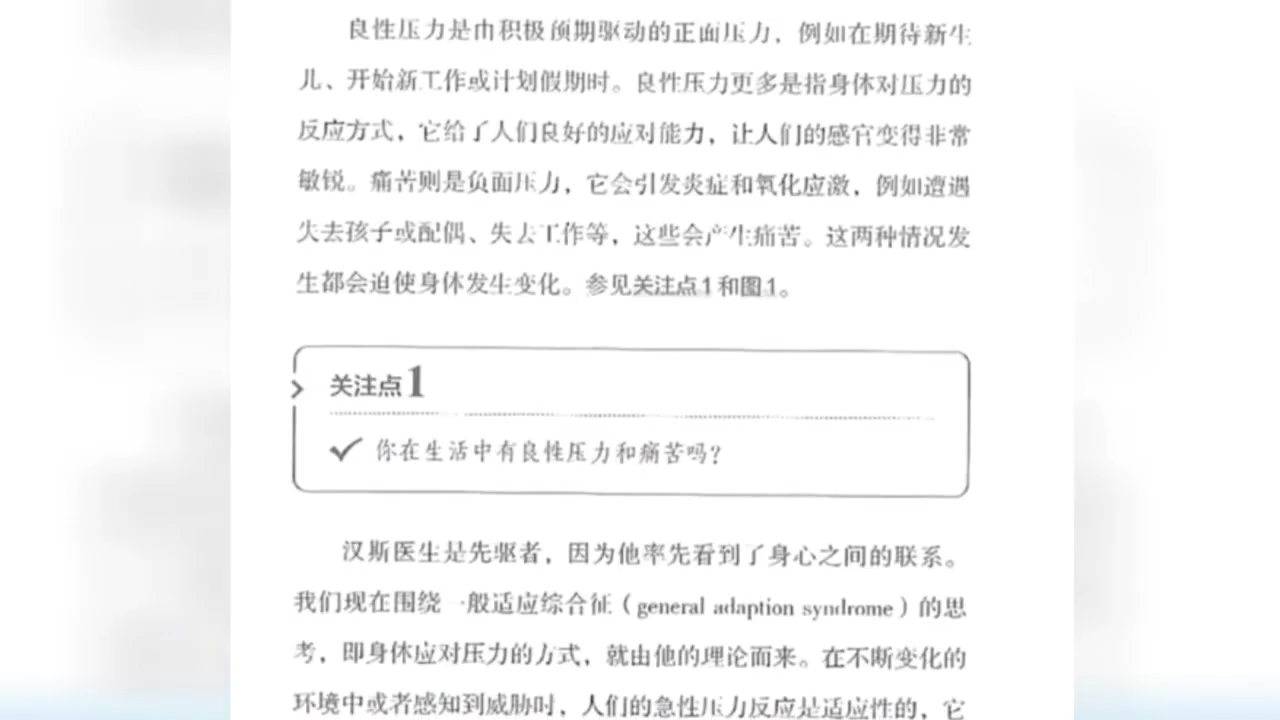 良性压力是由积极预期驱动的正面压力，例如在期待新生
儿、开始新工作或计划假期时。良性压力更多是指身体对压力的
反应方式，它给了人们良好的应对能力，让人们的感官变得非常
敏锐。痛苦则是负面压力，它会引发炎症和氧化应激，例如遭遇
失去孩子或配偶、失去工作等，这些会产生痛苦。这两种情况发
生都会迫使身体发生变化。参见关注点1和图1。
关注点1
你在生活中有良性压力和痛苦吗？
汉斯医生是先驱者，因为他率先看到了身心之间的联系。
我们现在围绕一般适应综合征（general adaption syndrome）的思
考，即身体应对压力的方式，就由他的理论而来。在不断变化的
环境中或者感知到威胁时，人们的急性压力反应是适应性的，它